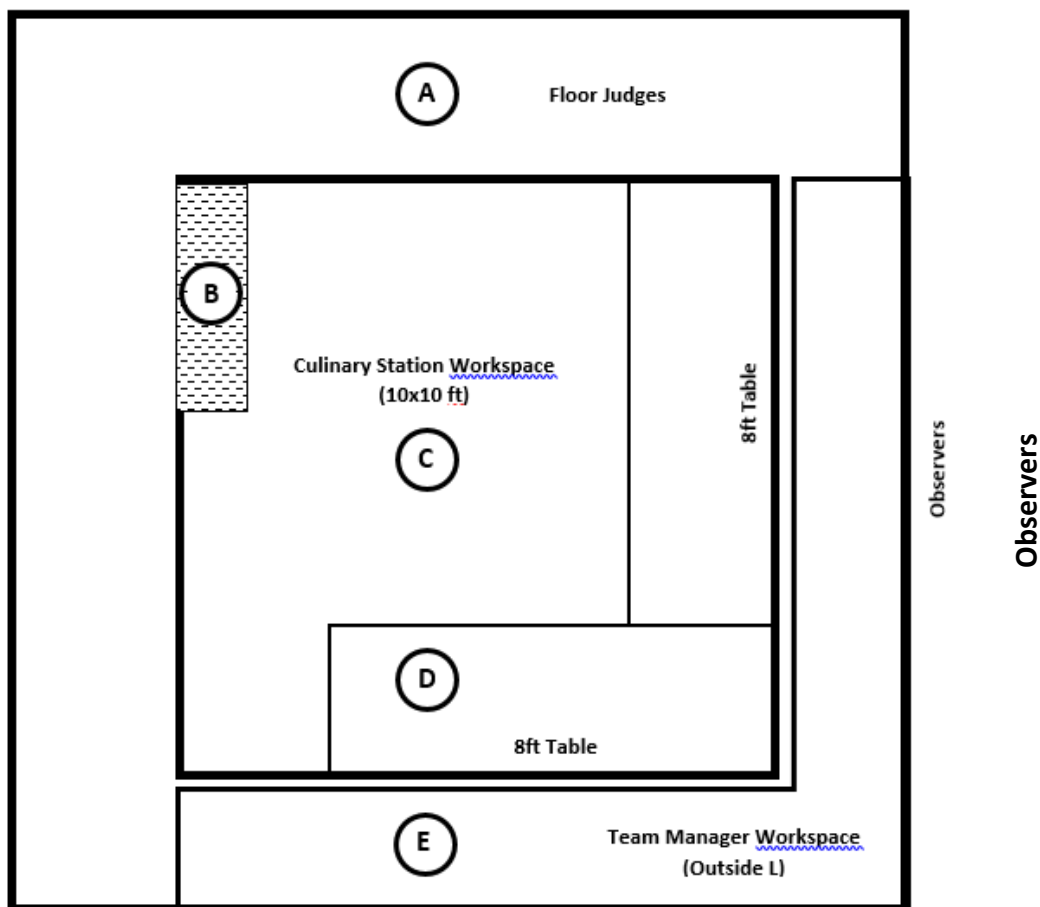 A
Floor Judges
B
Culinary Station Workspace
(10x10 ft)
8ft Table
C
Observers
Observers
D
8ft Table
E
Team Manager Workspace
(Outside L)